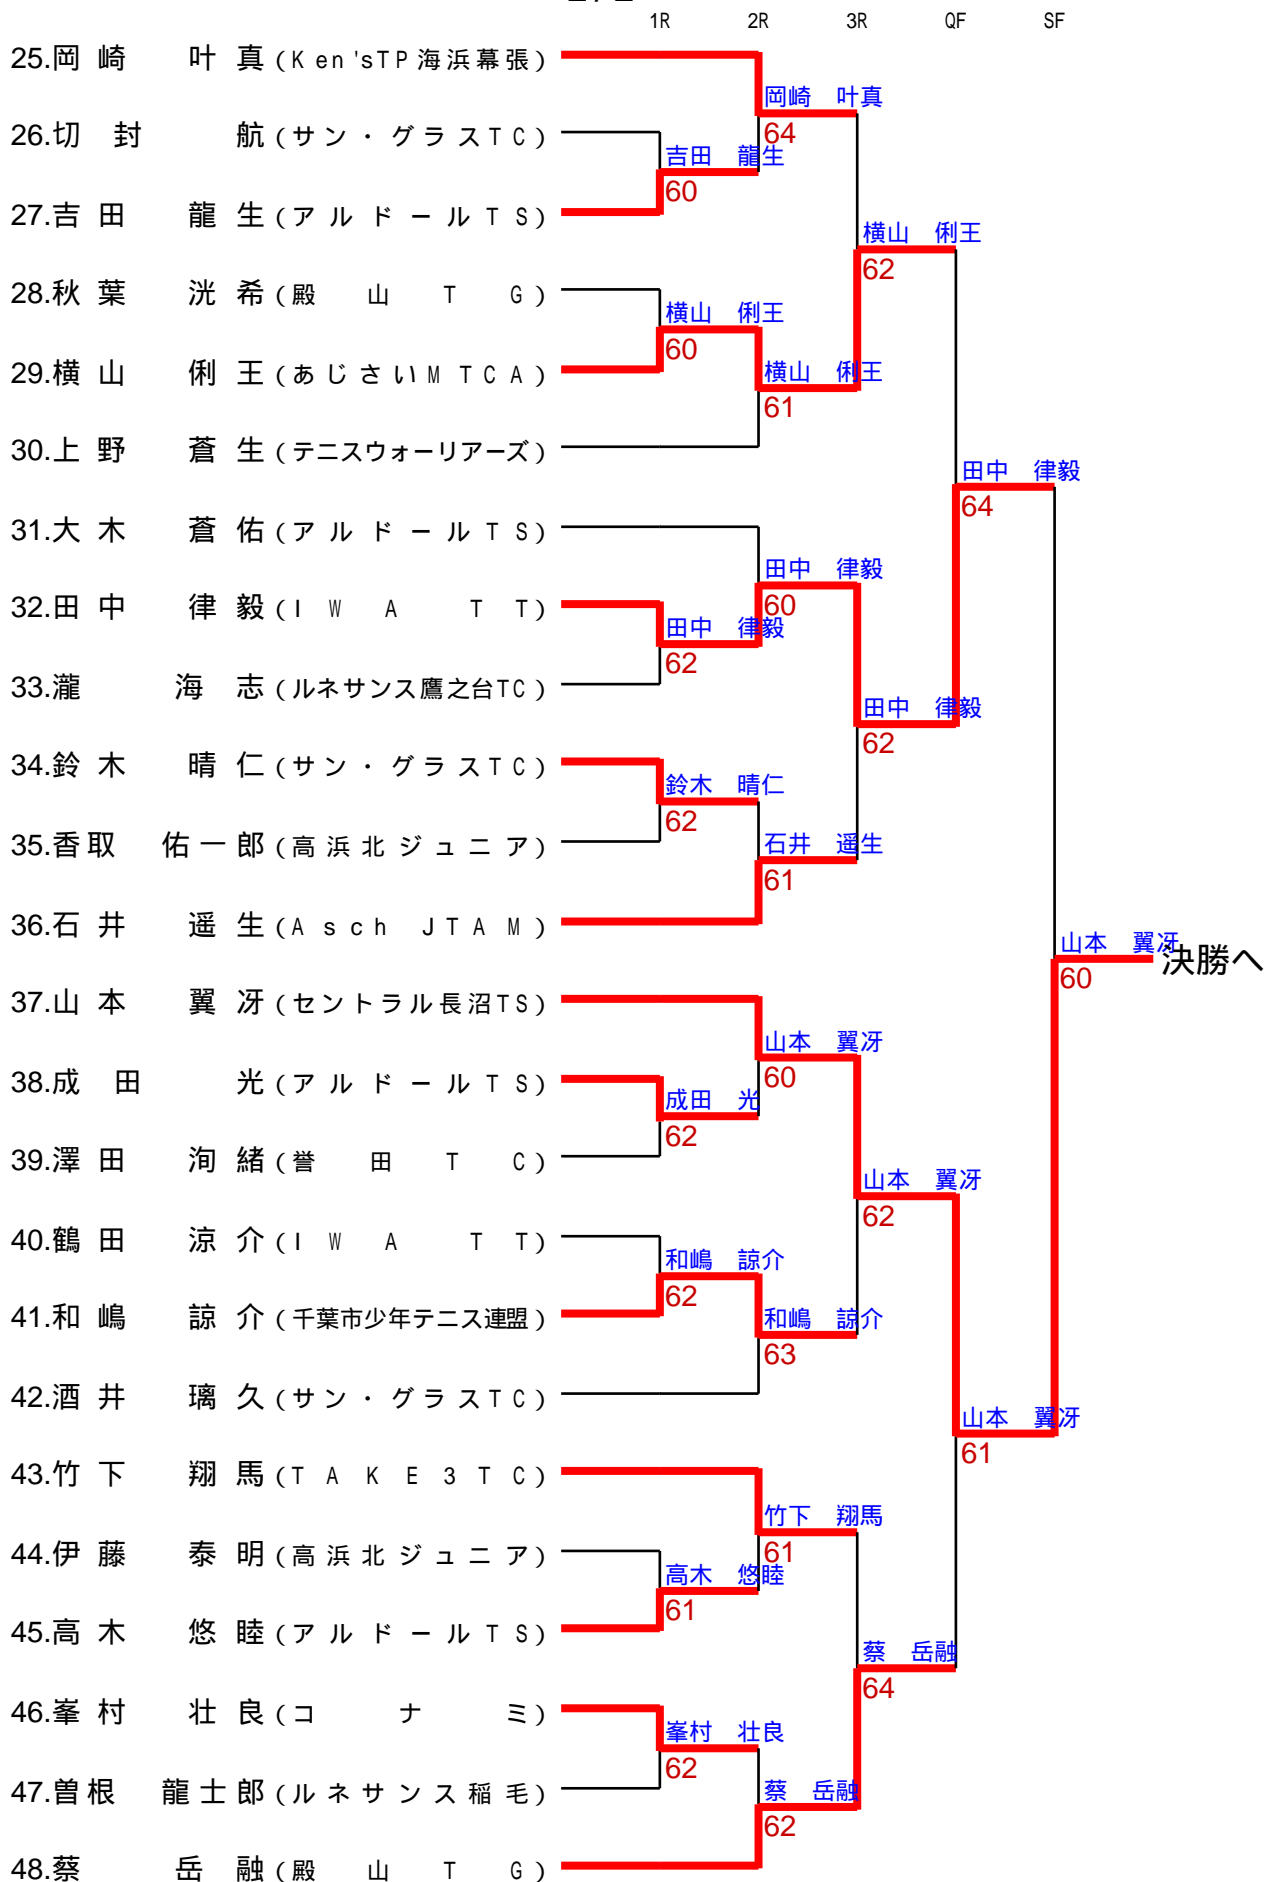 1R 2R 3R QF SF
25.岡崎 叶真(Ken'sTP海浜幕張)
岡崎 叶真
64
26.切封 航(サン・グラスTC)
吉田 龍生
60
27.吉田 龍生(アルドールTS)
横山 俐王
62
28.秋葉 洸希(殿山TG)
横山 俐王
60
29.横山 俐王(あじさいMTCA)
横山 俐王
61
30.上野 蒼生(テニスウォーリアーズ)
田中 律毅
64
31.大木 蒼佑(アルドールTS)
田中 律毅
60
32.田中 律毅(IWA TT)
田中 律毅
62
33.瀧 海志(ルネサンス鷹之台TC)
田中 律毅
62
34.鈴木 晴仁(サン・グラスTC)
鈴木 晴仁
62
35.香取 佑一郎(高浜北ジュニア)
石井 遥生
61
36.石井 遥生(Asch JTAM)
山本 翼冴
60
決勝へ
37.山本 翼冴(セントラル長沼TS)
山本 翼冴
60
38.成田 光(アルドールTS)
成田 光
62
39.澤田 洵緒(誉田TC)
山本 翼冴
62
40.鶴田 涼介(IWA TT)
和嶋 諒介
62
41.和嶋 諒介(千葉市少年テニス連盟)
和嶋 諒介
63
42.酒井 璃久(サン・グラスTC)
山本 翼冴
61
43.竹下 翔馬(TAKE3TC)
竹下 翔馬
61
44.伊藤 泰明(高浜北ジュニア)
高木 悠睦
61
45.高木 悠睦(アルドールTS)
蔡 岳融
64
46.峯村 壮良(コナミ)
峯村 壮良
62
47.曽根 龍士郎(ルネサンス稲毛)
蔡 岳融
62
48.蔡 岳融(殿山TG)